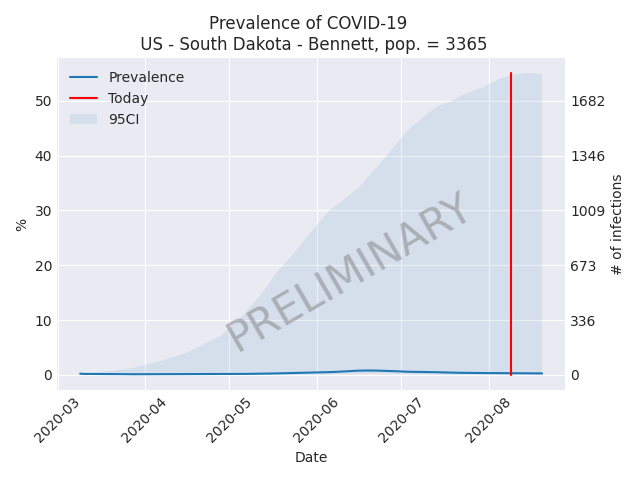 Prevalence of COVID-19
US - South Dakota - Bennett, pop. = 3365
Prevalence
Today
95CI
PRELIMINARY
%
50
40
30
20
10
0
1682
1346
1009
673
336
0
# of infections
2020-03
2020-04
2020-05
2020-06
2020-07
2020-08
Date